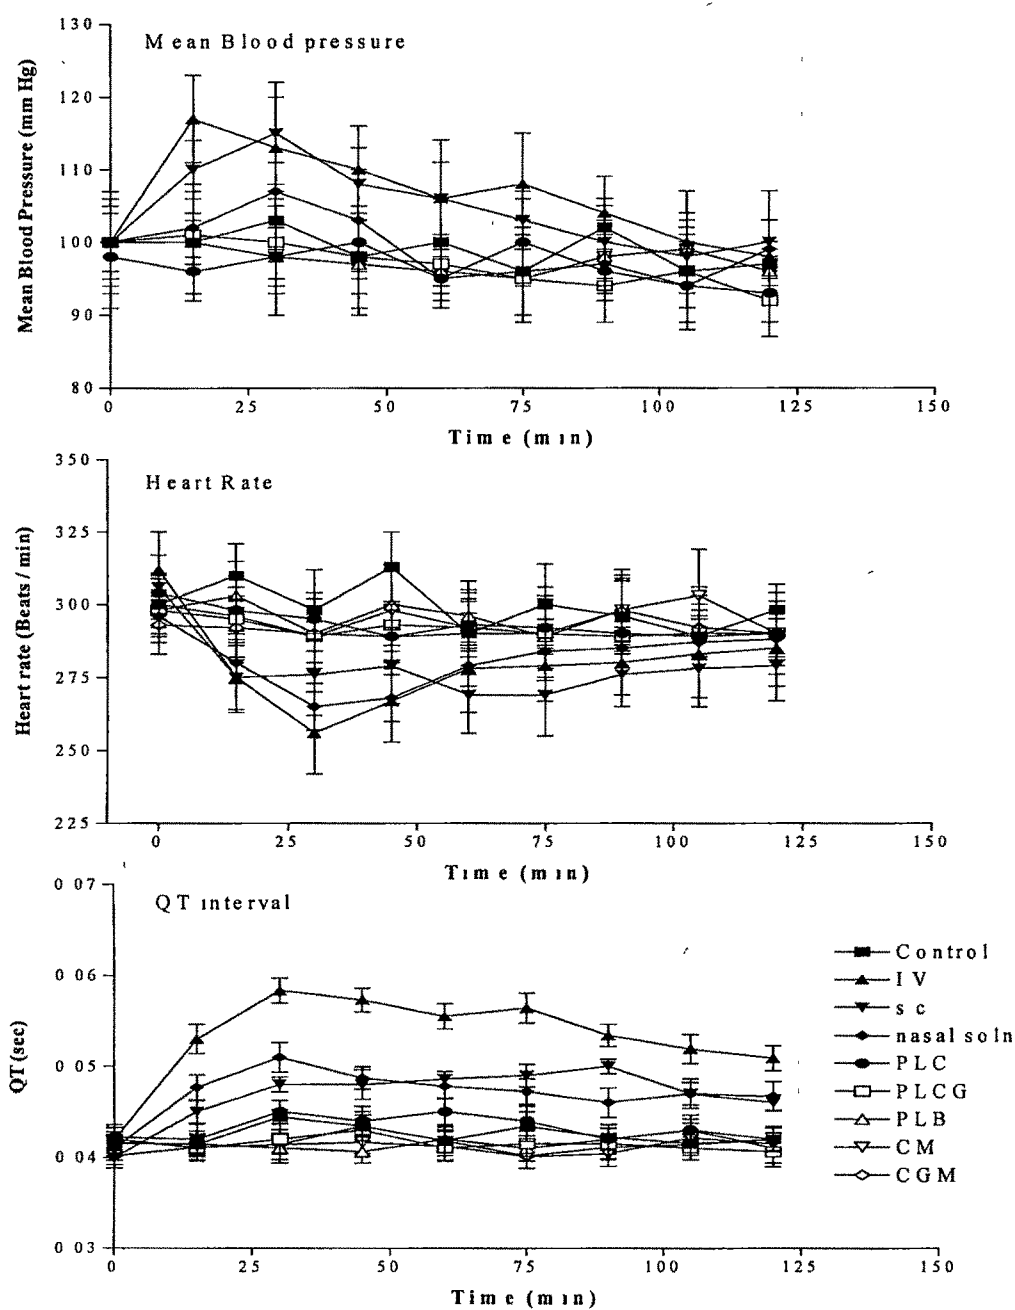 Mean Blood pressure
Mean Blood Pressure (mm Hg)
130
120
110
100
90
80
0 25 50 75 100 125 150
Time (min)
Heart Rate
Heart rate (Beats / min)
350
325
300
275
250
225
0 25 50 75 100 125 150
Time (min)
QT interval
QT (sec)
0 07
0 06
0 05
0 04
0 03
0 25 50 75 100 125 150
Time (min)
Control
IV
sc
nasal soln
PLC
PLCG
PLB
CM
CGM